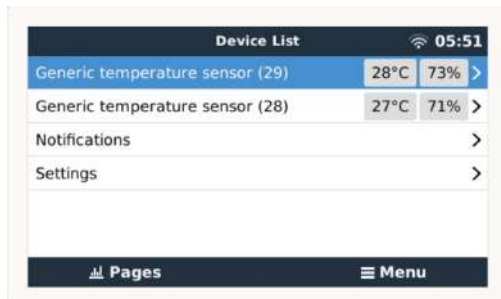 Device List 05:51
Generic temperature sensor (29) 28°C 73% >
Generic temperature sensor (28) 27°C 71% >
Notifications >
Settings >
Pages Menu